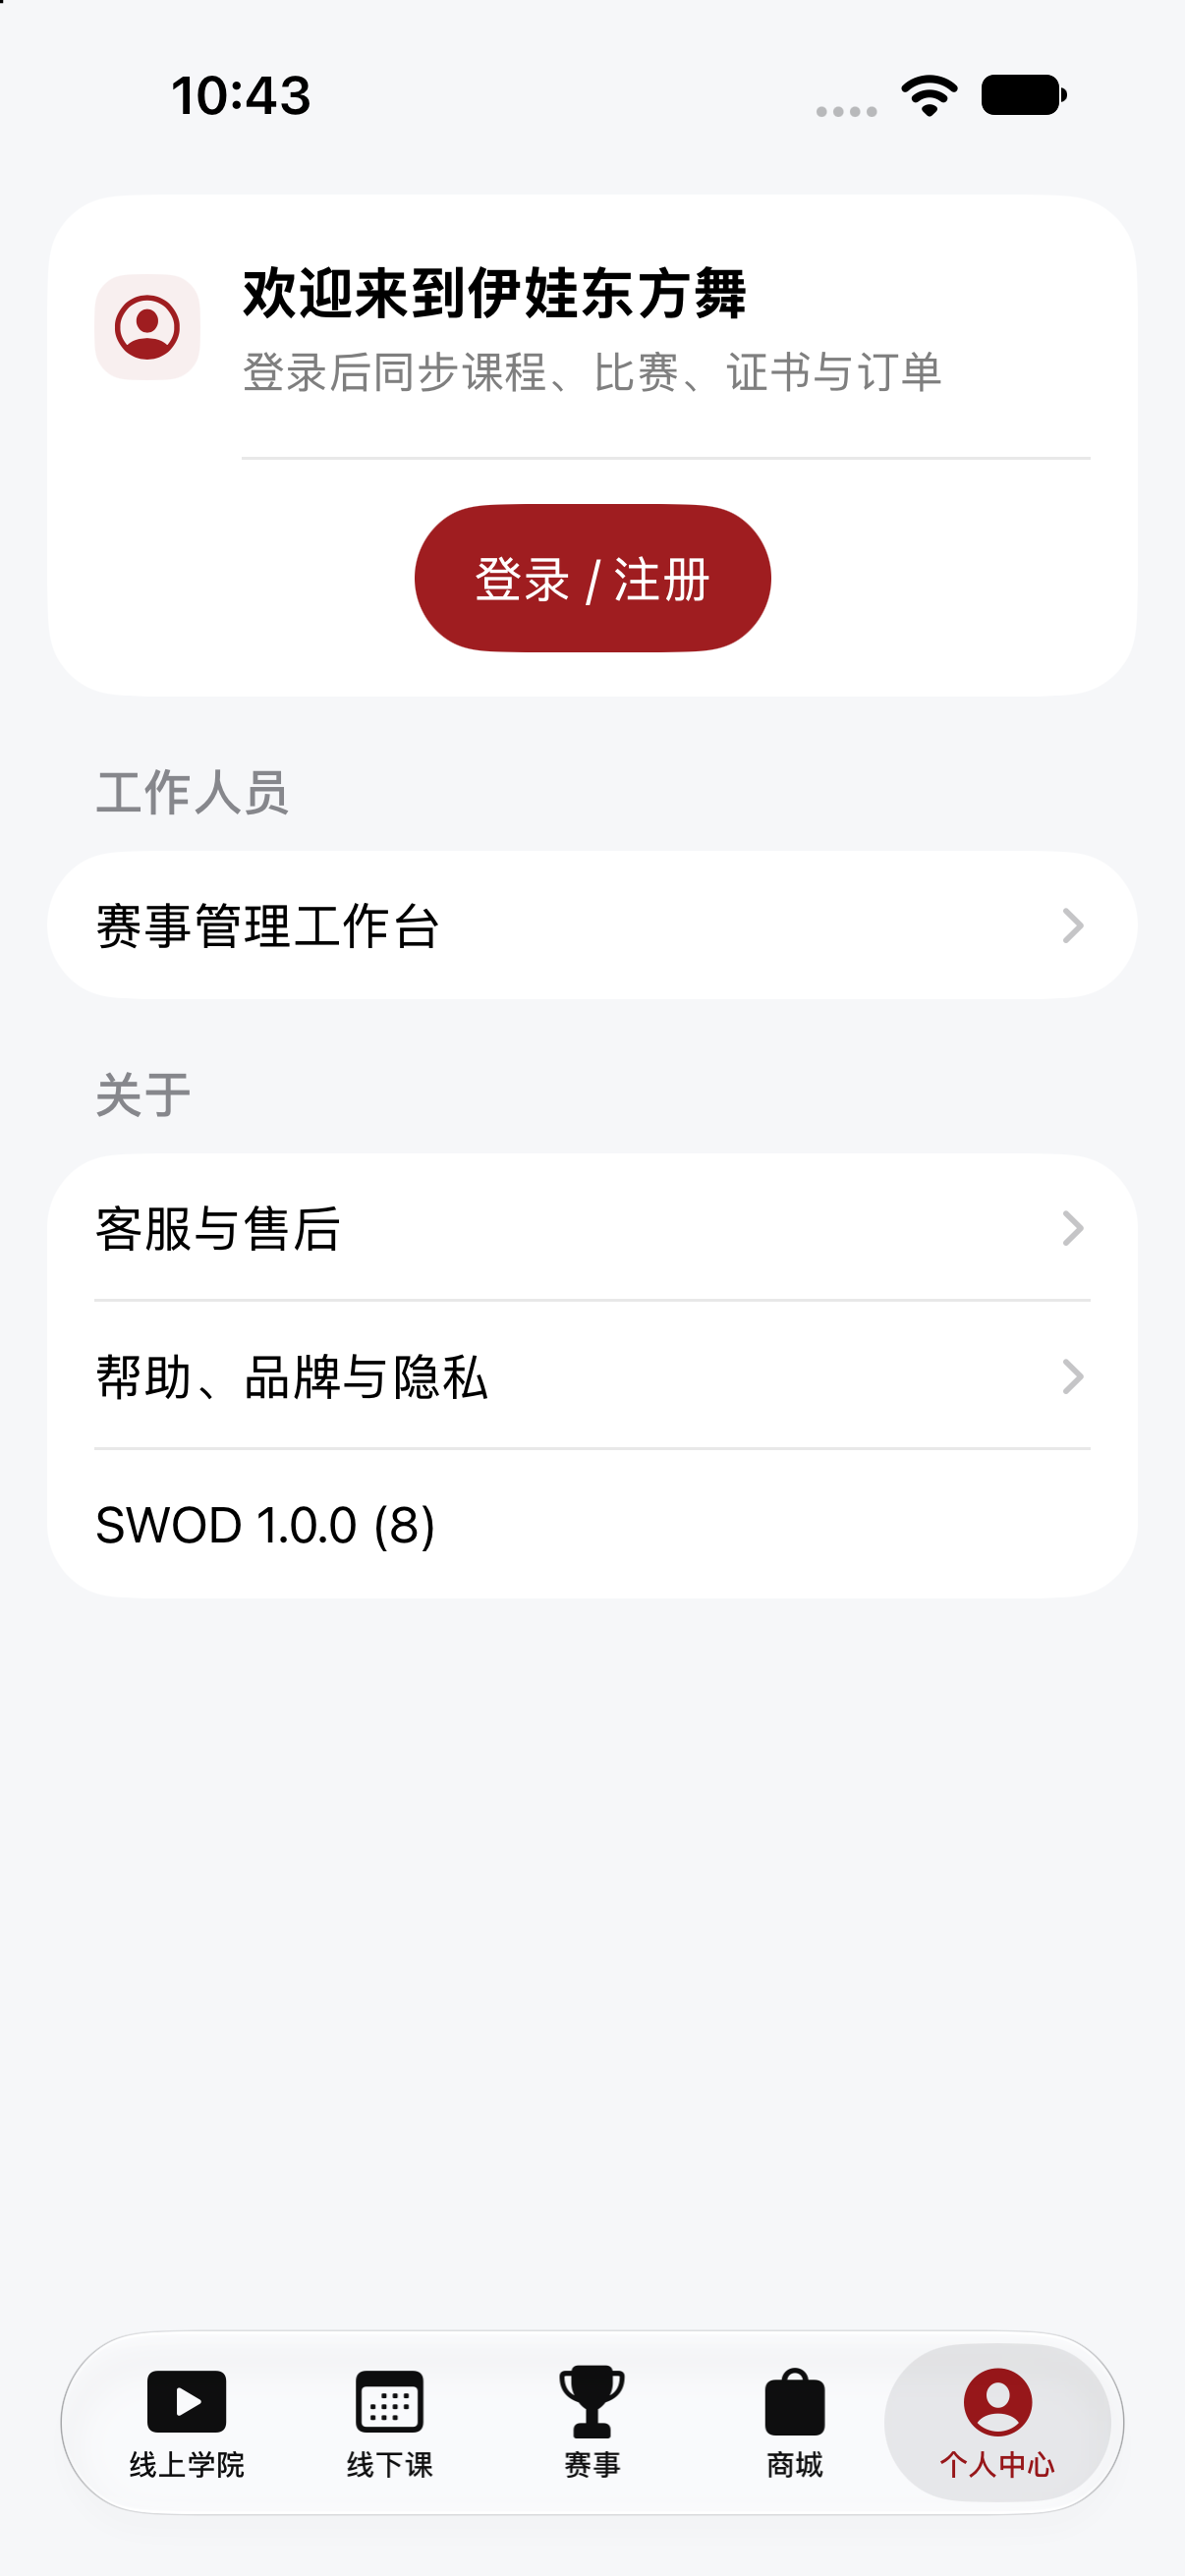 10:43
欢迎来到伊娃东方舞
登录后同步课程、比赛、证书与订单
登录 / 注册
工作人员
赛事管理工作台
关于
客服与售后
帮助、品牌与隐私
SWOD 1.0.0 (8)
线上学院
线下课
赛事
商城
个人中心